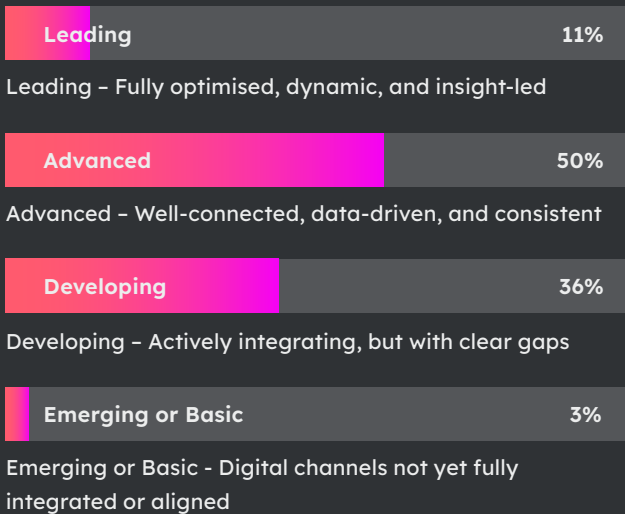 Leading 11%
Leading – Fully optimised, dynamic, and insight-led
Advanced 50%
Advanced – Well-connected, data-driven, and consistent
Developing 36%
Developing – Actively integrating, but with clear gaps
Emerging or Basic 3%
Emerging or Basic - Digital channels not yet fully
integrated or aligned